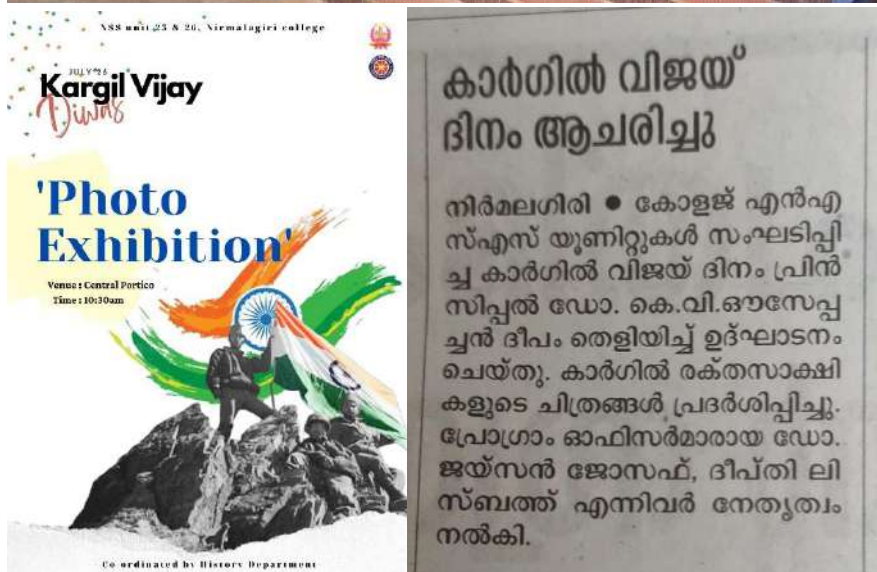 NSS unit 25 & 26, Nirmalagiri college
JULY 26
Kargil Vijay
Diwas
'Photo
Exhibition'
Venue : Central Portico
Time : 10:30am
Co ordinated by History Department
കാർഗിൽ വിജയ്
ദിനം ആചരിച്ചു
നിർമലഗിരി ● കോളജ് എൻഎ
സ്എസ് യൂണിറ്റുകൾ സംഘടിപ്പി
ച്ച കാർഗിൽ വിജയ് ദിനം പ്രിൻ
സിപ്പൽ ഡോ. കെ.വി.ഔസേപ്പ
ച്ചൻ ദീപം തെളിയിച്ച് ഉദ്ഘാടനം
ചെയ്തു. കാർഗിൽ രക്തസാക്ഷി
കളുടെ ചിത്രങ്ങൾ പ്രദർശിപ്പിച്ചു.
പ്രോഗ്രാം ഓഫിസർമാരായ ഡോ.
ജയ്സൻ ജോസഫ്, ദീപ്തി ലി
സ്ബത്ത് എന്നിവർ നേതൃത്വം
നൽകി.